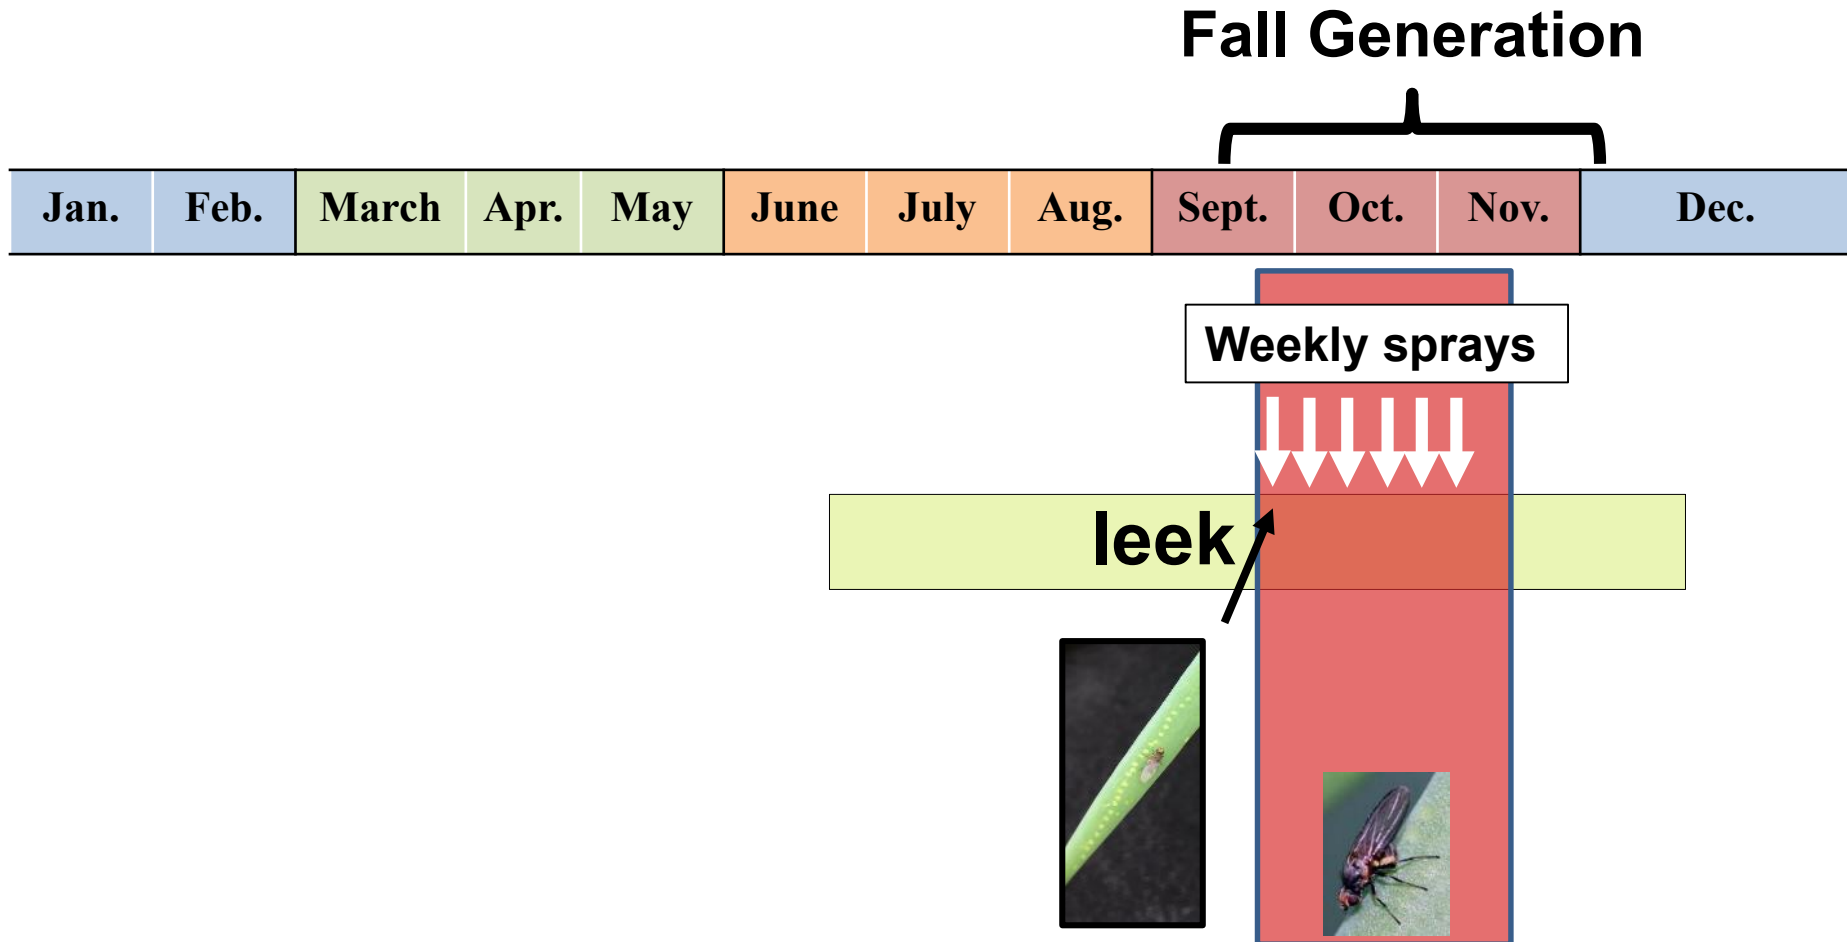 Fall Generation
Jan. Feb. March Apr. May June July Aug. Sept. Oct. Nov. Dec.
Weekly sprays
leek